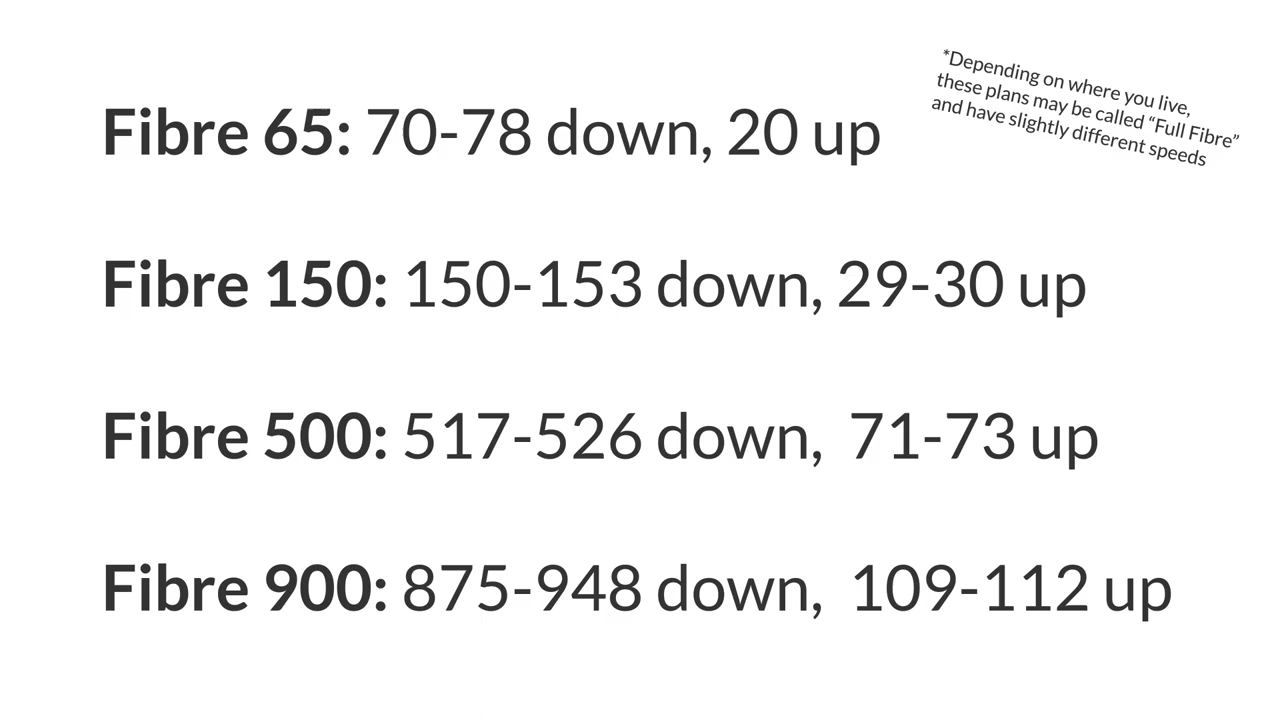 *Depending on where you live,
these plans may be called “Full Fibre”
and have slightly different speeds
Fibre 65: 70-78 down, 20 up
Fibre 150: 150-153 down, 29-30 up
Fibre 500: 517-526 down, 71-73 up
Fibre 900: 875-948 down, 109-112 up